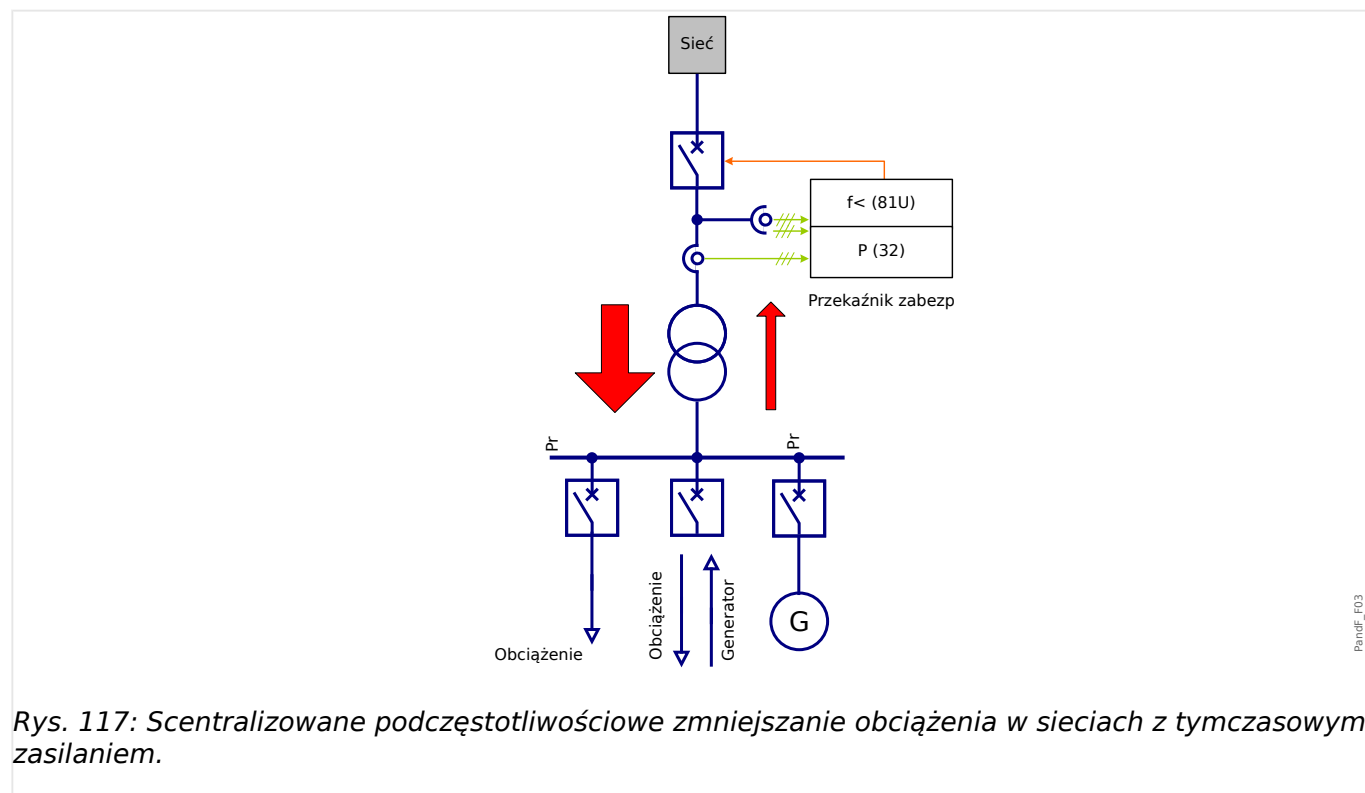 Sieć
f< (81U)
P (32)
Przekaźnik zabezp
Pr
Pr
Obciążenie
Obciążenie
Generator
G
PandF_F03
Rys. 117: Scentralizowane podczęstotliwościowe zmniejszanie obciążenia w sieciach z tymczasowym
zasilaniem.